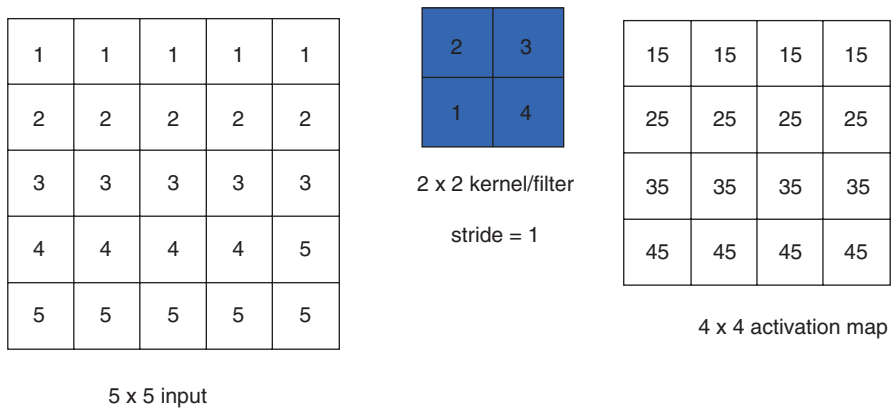 1 1 1 1 1
2 2 2 2 2
3 3 3 3 3
4 4 4 4 5
5 5 5 5 5
5 x 5 input
2 3
1 4
2 x 2 kernel/filter
stride = 1
15 15 15 15
25 25 25 25
35 35 35 35
45 45 45 45
4 x 4 activation map